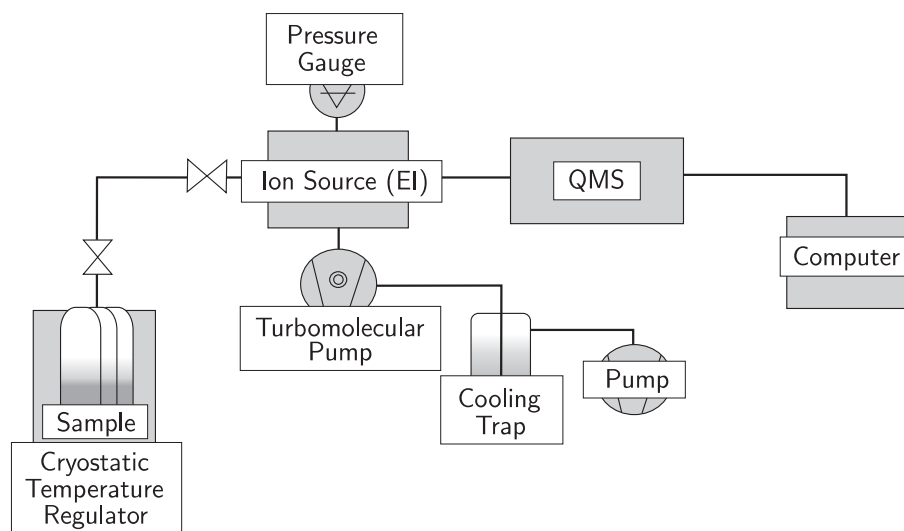 Pressure
Gauge
Ion Source (EI)
QMS
Computer
Turbomolecular
Pump
Cooling
Trap
Pump
Sample
Cryostatic
Temperature
Regulator